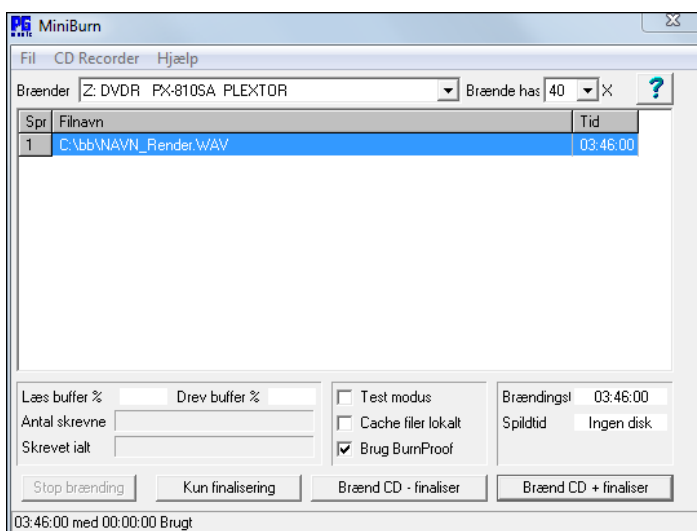 PG MUSIC MiniBurn
Fil CD Recorder Hjælp
Brænder Z: DVDR PX-810SA PLEXTOR Brænde has 40 X ?
Spr Filnavn Tid
1 C:\bb\NAVN_Render.WAV 03:46:00
Læs buffer % Drev buffer %
Antal skrevne
Skrevet ialt
Test modus
Cache filer lokalt
Brug BurnProof
Brændingst 03:46:00
Spildtid Ingen disk
Stop brænding Kun finalisering Brænd CD - finaliser Brænd CD + finaliser
03:46:00 med 00:00:00 Brugt